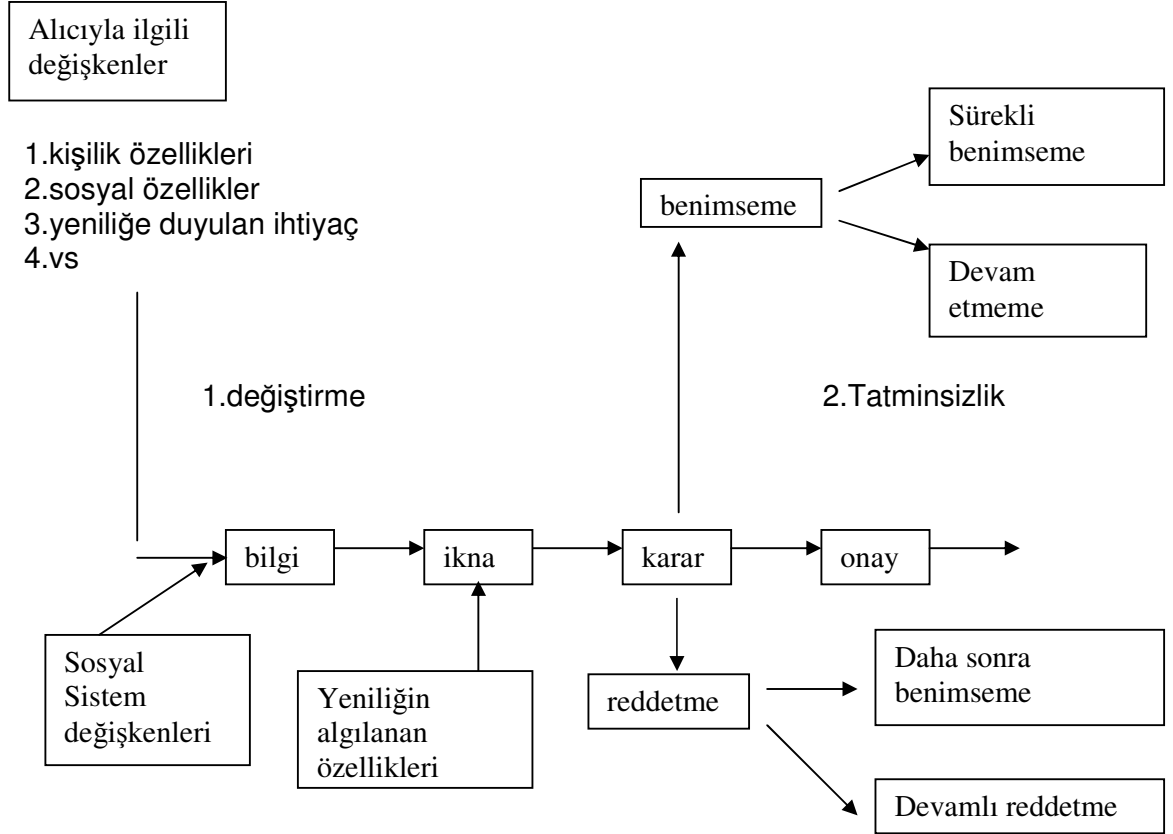 Alıcıyla ilgili
değişkenler
1.kişilik özellikleri
2.sosyal özellikler
3.yeniliğe duyulan ihtiyaç
4.vs
Sürekli
benimseme
benimseme
Devam
etmeme
1.değiştirme
2.Tatminsizlik
bilgi
ikna
karar
onay
Sosyal
Sistem
değişkenleri
Yeniliğin
algılanan
özellikleri
reddetme
Daha sonra
benimseme
Devamlı reddetme